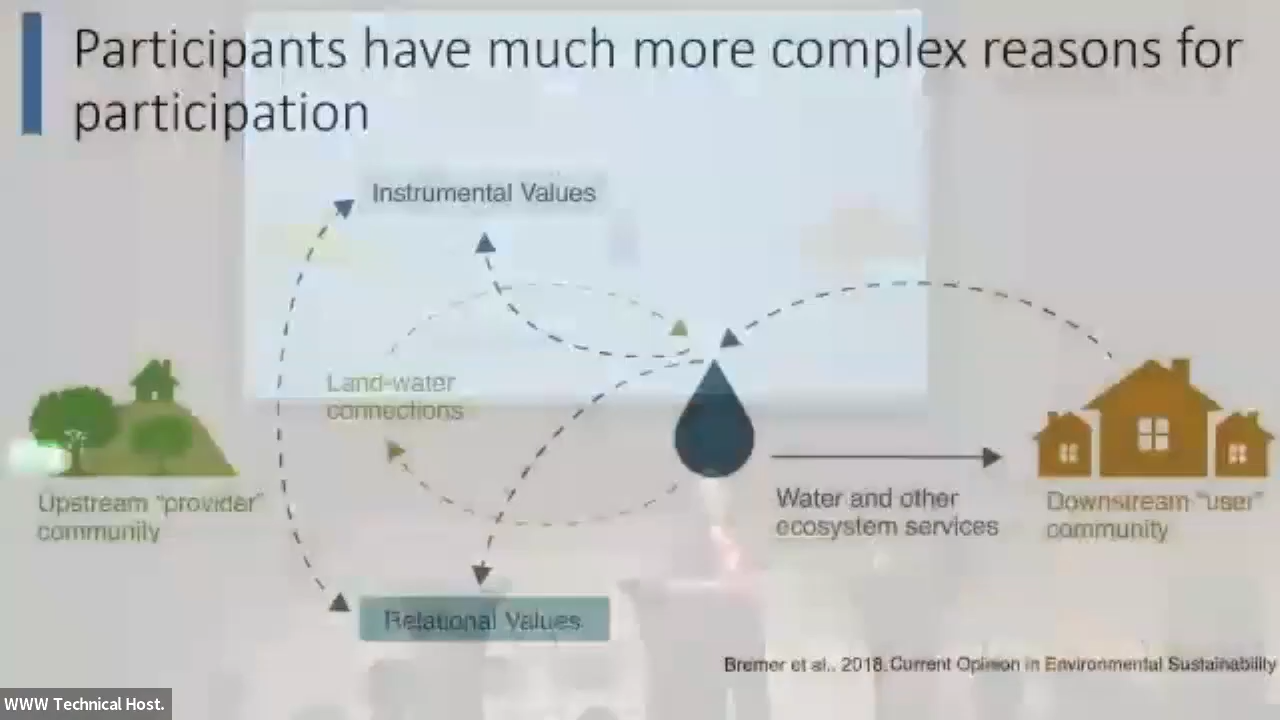 Participants have much more complex reasons for
participation
Instrumental Values
Land-water
connections
Upstream “provider”
community
Water and other
ecosystem services
Downstream “user”
community
Relational Values
Bremer et al., 2018. Current Opinion in Environmental Sustainability
WWW Technical Host.